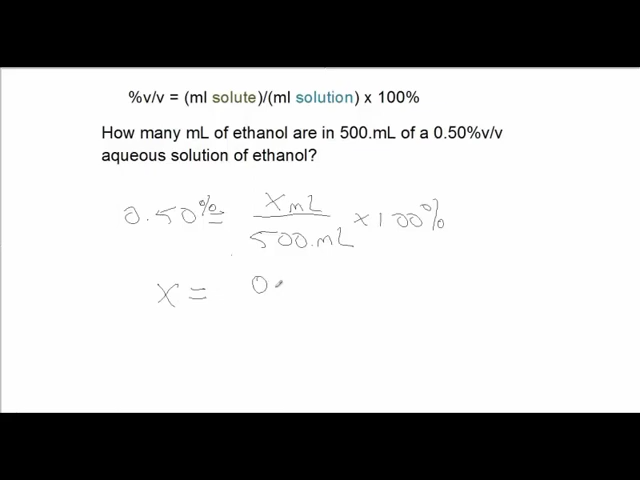 %v/v = (ml solute)/(ml solution) x 100%
How many mL of ethanol are in 500.mL of a 0.50%v/v
aqueous solution of ethanol?
0.50% = x mL / 500. mL x 100%
x = 0.